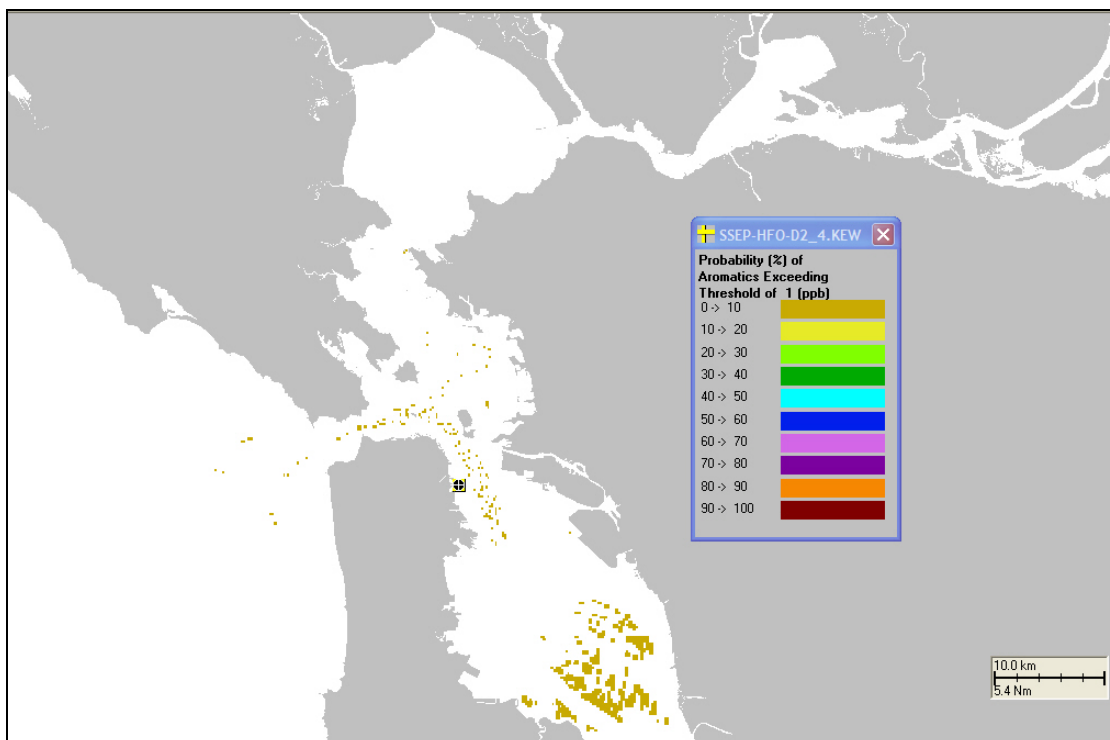 SSEP-HFO-D2_4.KEW
Probability (%) of
Aromatics Exceeding
Threshold of 1 (ppb)
0 -> 10
10 -> 20
20 -> 30
30 -> 40
40 -> 50
50 -> 60
60 -> 70
70 -> 80
80 -> 90
90 -> 100
10.0 km
5.4 Nm